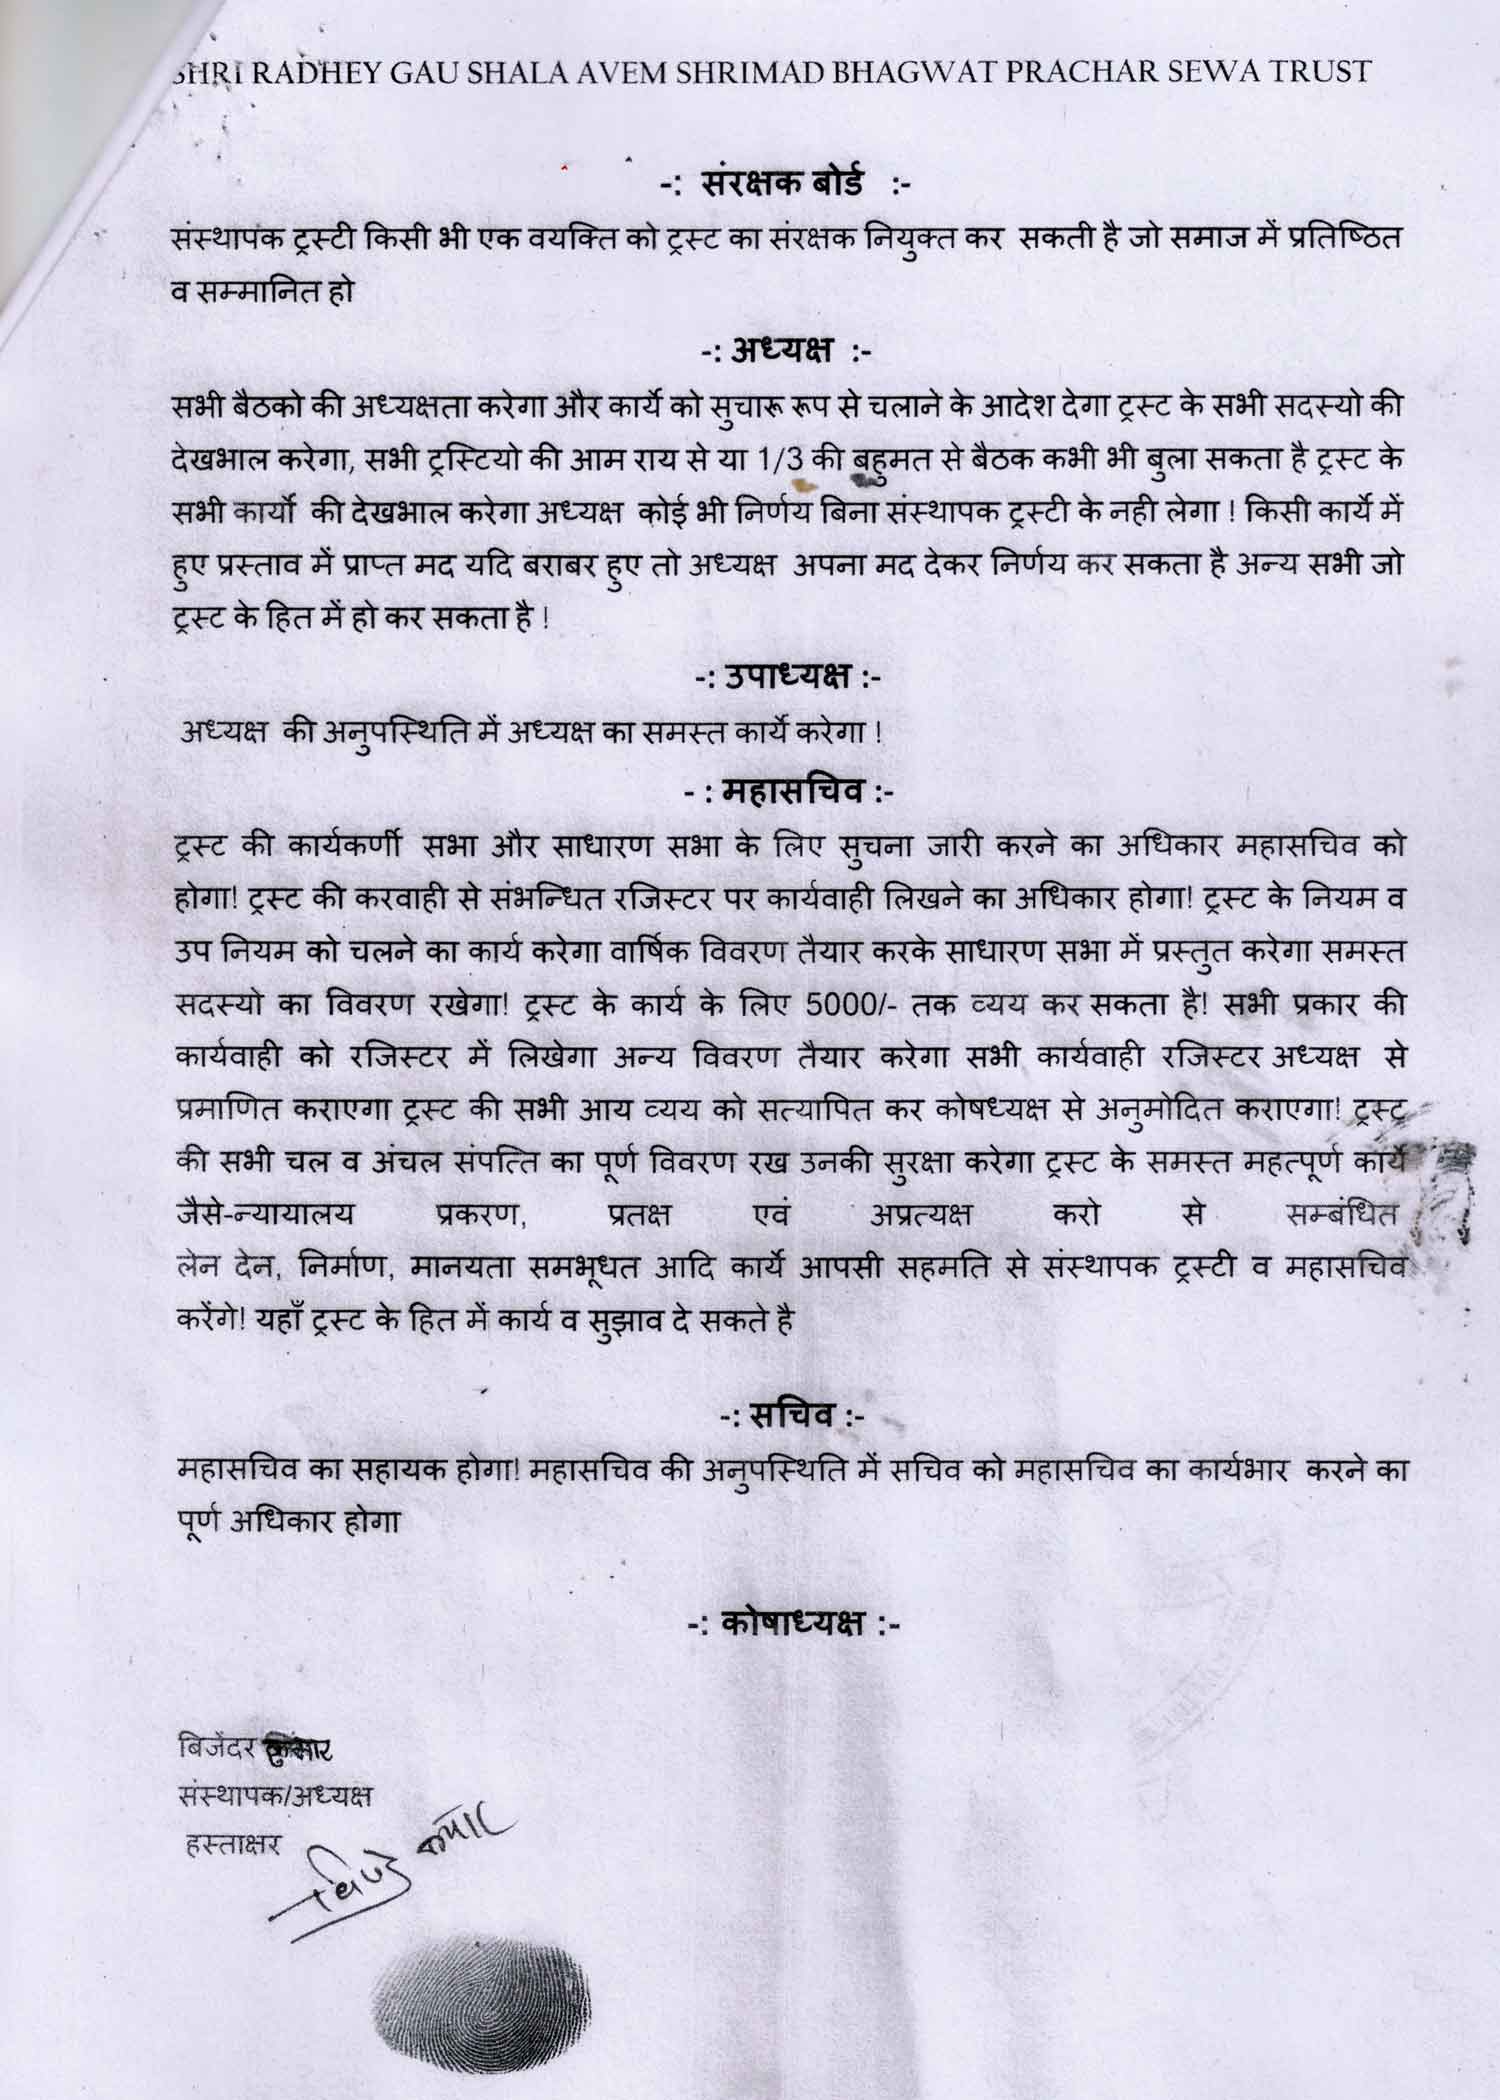 SHRI RADHEY GAU SHALA AVEM SHRIMAD BHAGWAT PRACHAR SEWA TRUST
-: संरक्षक बोर्ड :-
संस्थापक ट्रस्टी किसी भी एक वयक्ति को ट्रस्ट का संरक्षक नियुक्त कर सकती है जो समाज में प्रतिष्ठित
व सम्मानित हो
-: अध्यक्ष :-
सभी बैठको की अध्यक्षता करेगा और कार्ये को सुचारू रूप से चलाने के आदेश देगा ट्रस्ट के सभी सदस्यो की
देखभाल करेगा, सभी ट्रस्टियो की आम राय से या 1/3 की बहुमत से बैठक कभी भी बुला सकता है ट्रस्ट के
सभी कार्यो की देखभाल करेगा अध्यक्ष कोई भी निर्णय बिना संस्थापक ट्रस्टी के नही लेगा ! किसी कार्ये में
हुए प्रस्ताव में प्राप्त मद यदि बराबर हुए तो अध्यक्ष अपना मद देकर निर्णय कर सकता है अन्य सभी जो
ट्रस्ट के हित में हो कर सकता है !
-: उपाध्यक्ष :-
अध्यक्ष की अनुपस्थिति में अध्यक्ष का समस्त कार्ये करेगा !
- : महासचिव :-
ट्रस्ट की कार्यकर्णी सभा और साधारण सभा के लिए सुचना जारी करने का अधिकार महासचिव को
होगा! ट्रस्ट की करवाही से संभन्धित रजिस्टर पर कार्यवाही लिखने का अधिकार होगा! ट्रस्ट के नियम व
उप नियम को चलने का कार्य करेगा वार्षिक विवरण तैयार करके साधारण सभा में प्रस्तुत करेगा समस्त
सदस्यो का विवरण रखेगा! ट्रस्ट के कार्य के लिए 5000/- तक व्यय कर सकता है! सभी प्रकार की
कार्यवाही को रजिस्टर में लिखेगा अन्य विवरण तैयार करेगा सभी कार्यवाही रजिस्टर अध्यक्ष से
प्रमाणित कराएगा ट्रस्ट की सभी आय व्यय को सत्यापित कर कोषध्यक्ष से अनुमोदित कराएगा! ट्रस्ट
की सभी चल व अंचल संपत्ति का पूर्ण विवरण रख उनकी सुरक्षा करेगा ट्रस्ट के समस्त महत्पूर्ण कार्ये
जैसे-न्यायालय प्रकरण, प्रतक्ष एवं अप्रत्यक्ष करो से सम्बंधित
लेन देन, निर्माण, मानयता समभूधत आदि कार्ये आपसी सहमति से संस्थापक ट्रस्टी व महासचिव
करेंगे! यहाँ ट्रस्ट के हित में कार्य व सुझाव दे सकते है
-: सचिव :-
महासचिव का सहायक होगा! महासचिव की अनुपस्थिति में सचिव को महासचिव का कार्यभार करने का
पूर्ण अधिकार होगा
-: कोषाध्यक्ष :-
बिजेंदर कुमार
संस्थापक/अध्यक्ष
हस्ताक्षर
कुमार